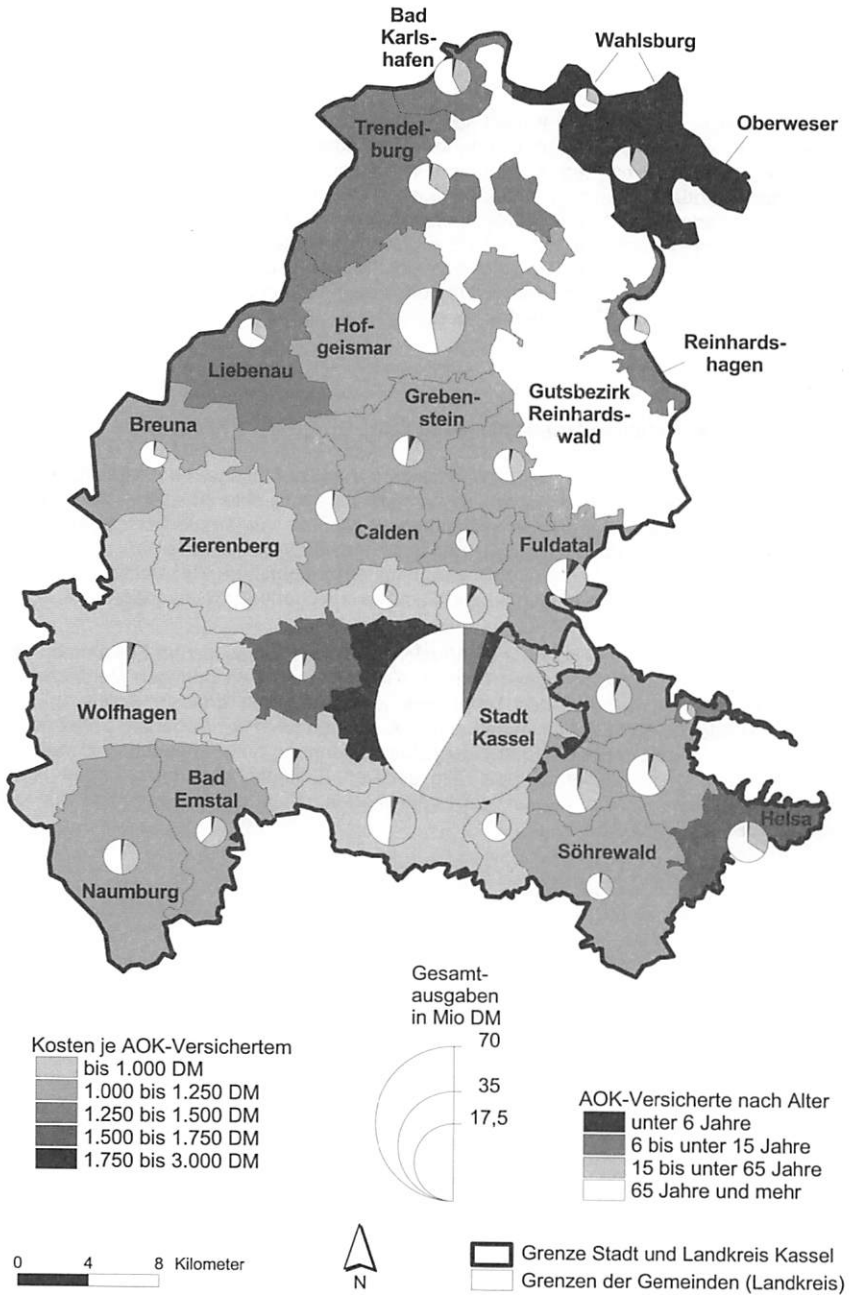 Bad
Karls-
hafen
Wahlsburg
Trendel-
burg
Oberweser
Hof-
geismar
Liebenau
Reinhards-
hagen
Greben-
stein
Gutsbezirk
Reinhards-
wald
Breuna
Zierenberg
Calden
Fuldatal
Wolfhagen
Stadt
Kassel
Bad
Emstal
Helsa
Söhrewald
Naumburg
Gesamt-
ausgaben
in Mio DM
70
35
17,5
Kosten je AOK-Versichertem
bis 1.000 DM
1.000 bis 1.250 DM
1.250 bis 1.500 DM
1.500 bis 1.750 DM
1.750 bis 3.000 DM
AOK-Versicherte nach Alter
unter 6 Jahre
6 bis unter 15 Jahre
15 bis unter 65 Jahre
65 Jahre und mehr
0 4 8 Kilometer
N
Grenze Stadt und Landkreis Kassel
Grenzen der Gemeinden (Landkreis)